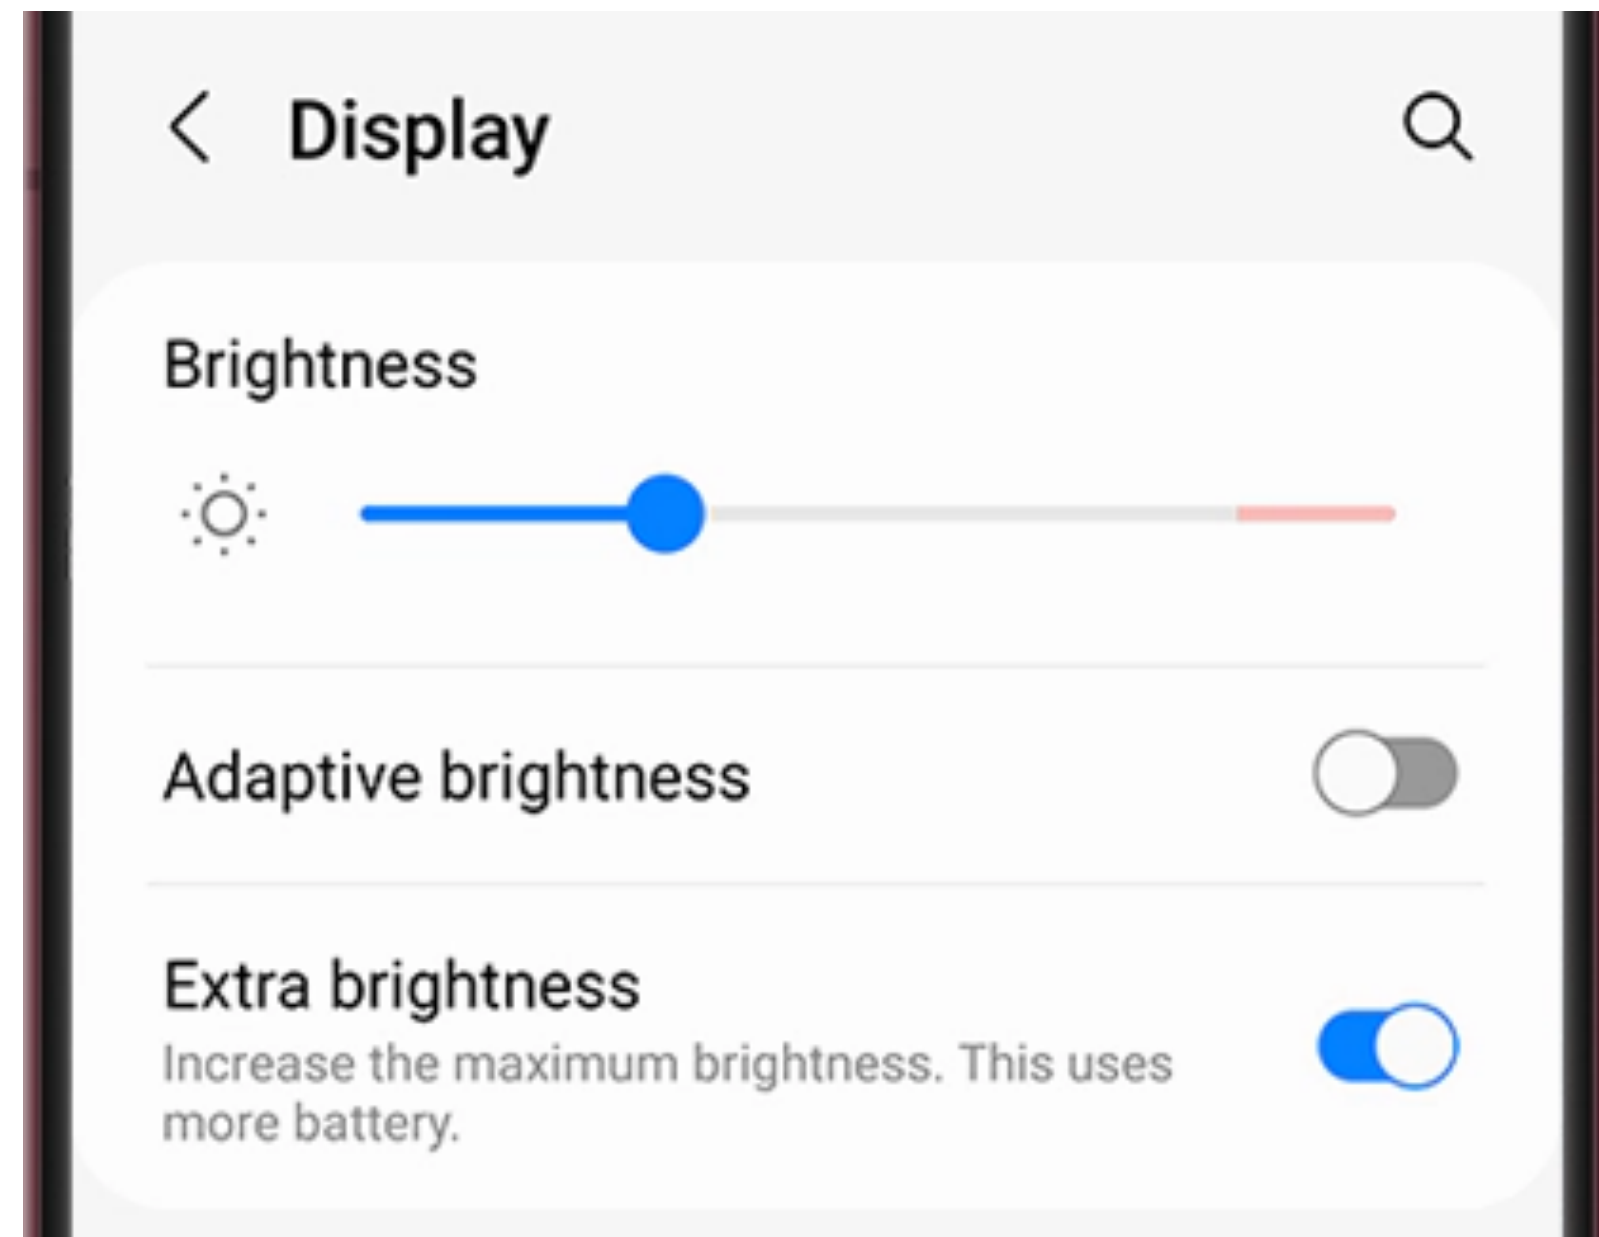 Display
Brightness
Adaptive brightness
Extra brightness
Increase the maximum brightness. This uses
more battery.